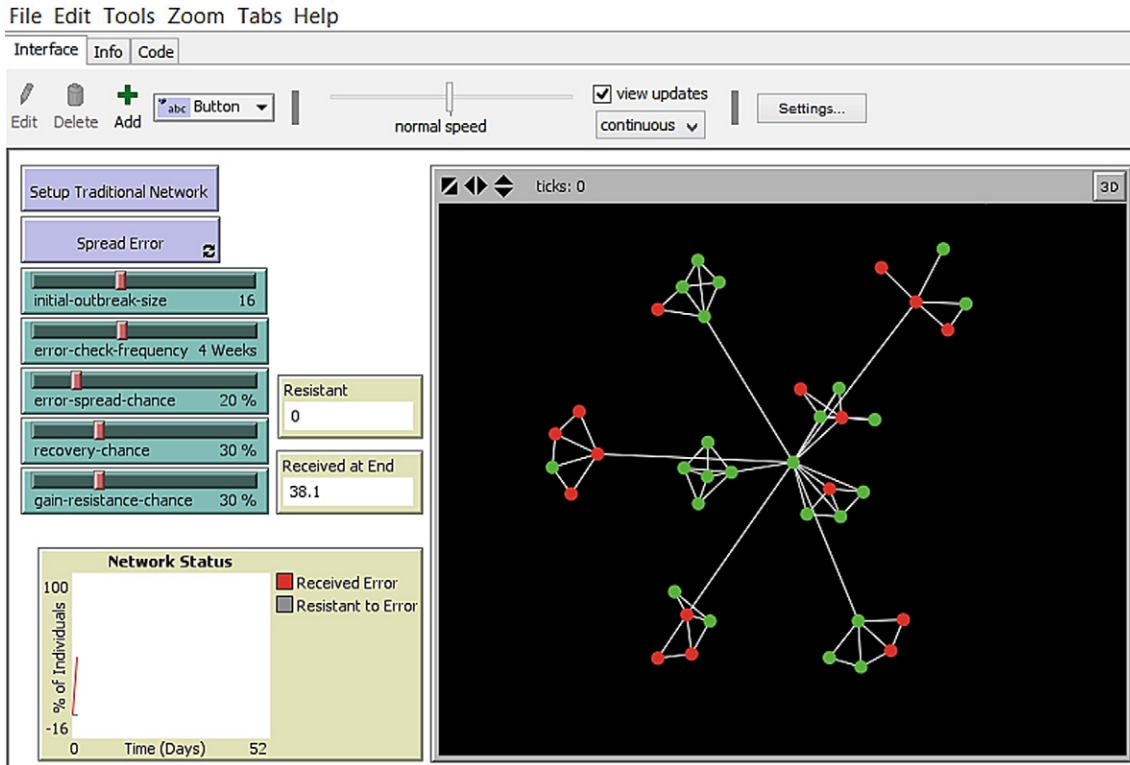 File Edit Tools Zoom Tabs Help
Interface Info Code
Edit Delete Add abc Button normal speed view updates continuous Settings...
ticks: 0 3D
Setup Traditional Network
Spread Error
initial-outbreak-size 16
error-check-frequency 4 Weeks
error-spread-chance 20 %
recovery-chance 30 %
gain-resistance-chance 30 %
Resistant
0
Received at End
38.1
Network Status
100
% of Individuals
-16
0 Time (Days) 52
Received Error
Resistant to Error